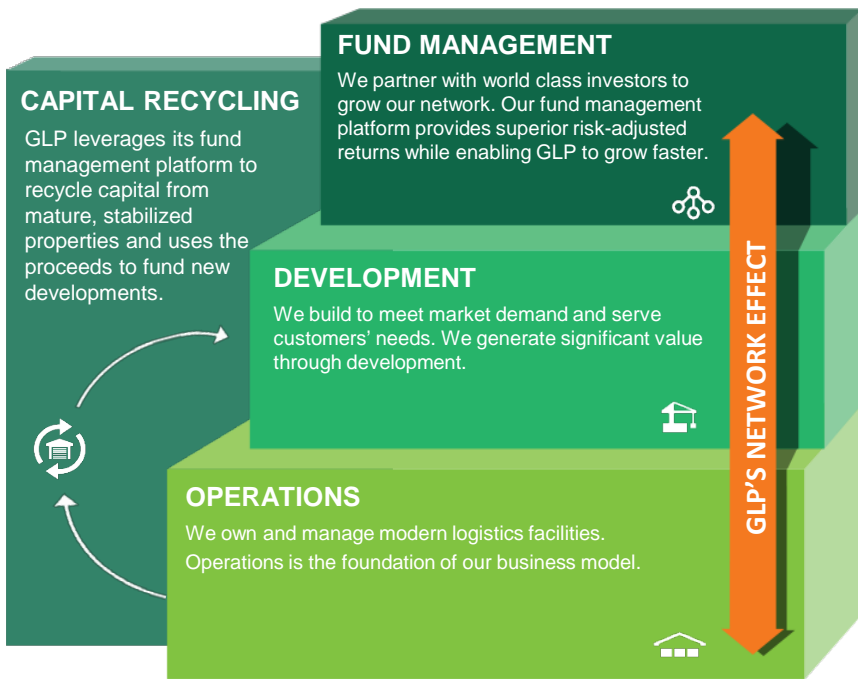 CAPITAL RECYCLING
GLP leverages its fund
management platform to
recycle capital from
mature, stabilized
properties and uses the
proceeds to fund new
developments.
FUND MANAGEMENT
We partner with world class investors to
grow our network. Our fund management
platform provides superior risk-adjusted
returns while enabling GLP to grow faster.
DEVELOPMENT
We build to meet market demand and serve
customers’ needs. We generate significant value
through development.
OPERATIONS
We own and manage modern logistics facilities.
Operations is the foundation of our business model.
GLP’S NETWORK EFFECT